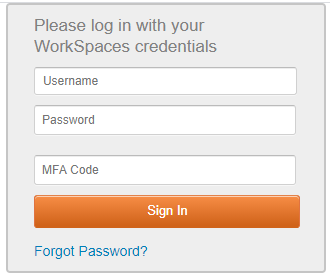 Please log in with your
WorkSpaces credentials
Username
Password
MFA Code
Sign In
Forgot Password?